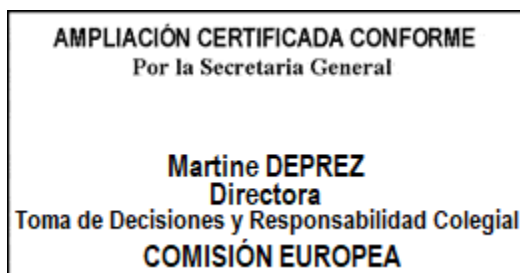 AMPLIACIÓN CERTIFICADA CONFORME
Por la Secretaria General
Martine DEPREZ
Directora
Toma de Decisiones y Responsabilidad Colegial
COMISIÓN EUROPEA